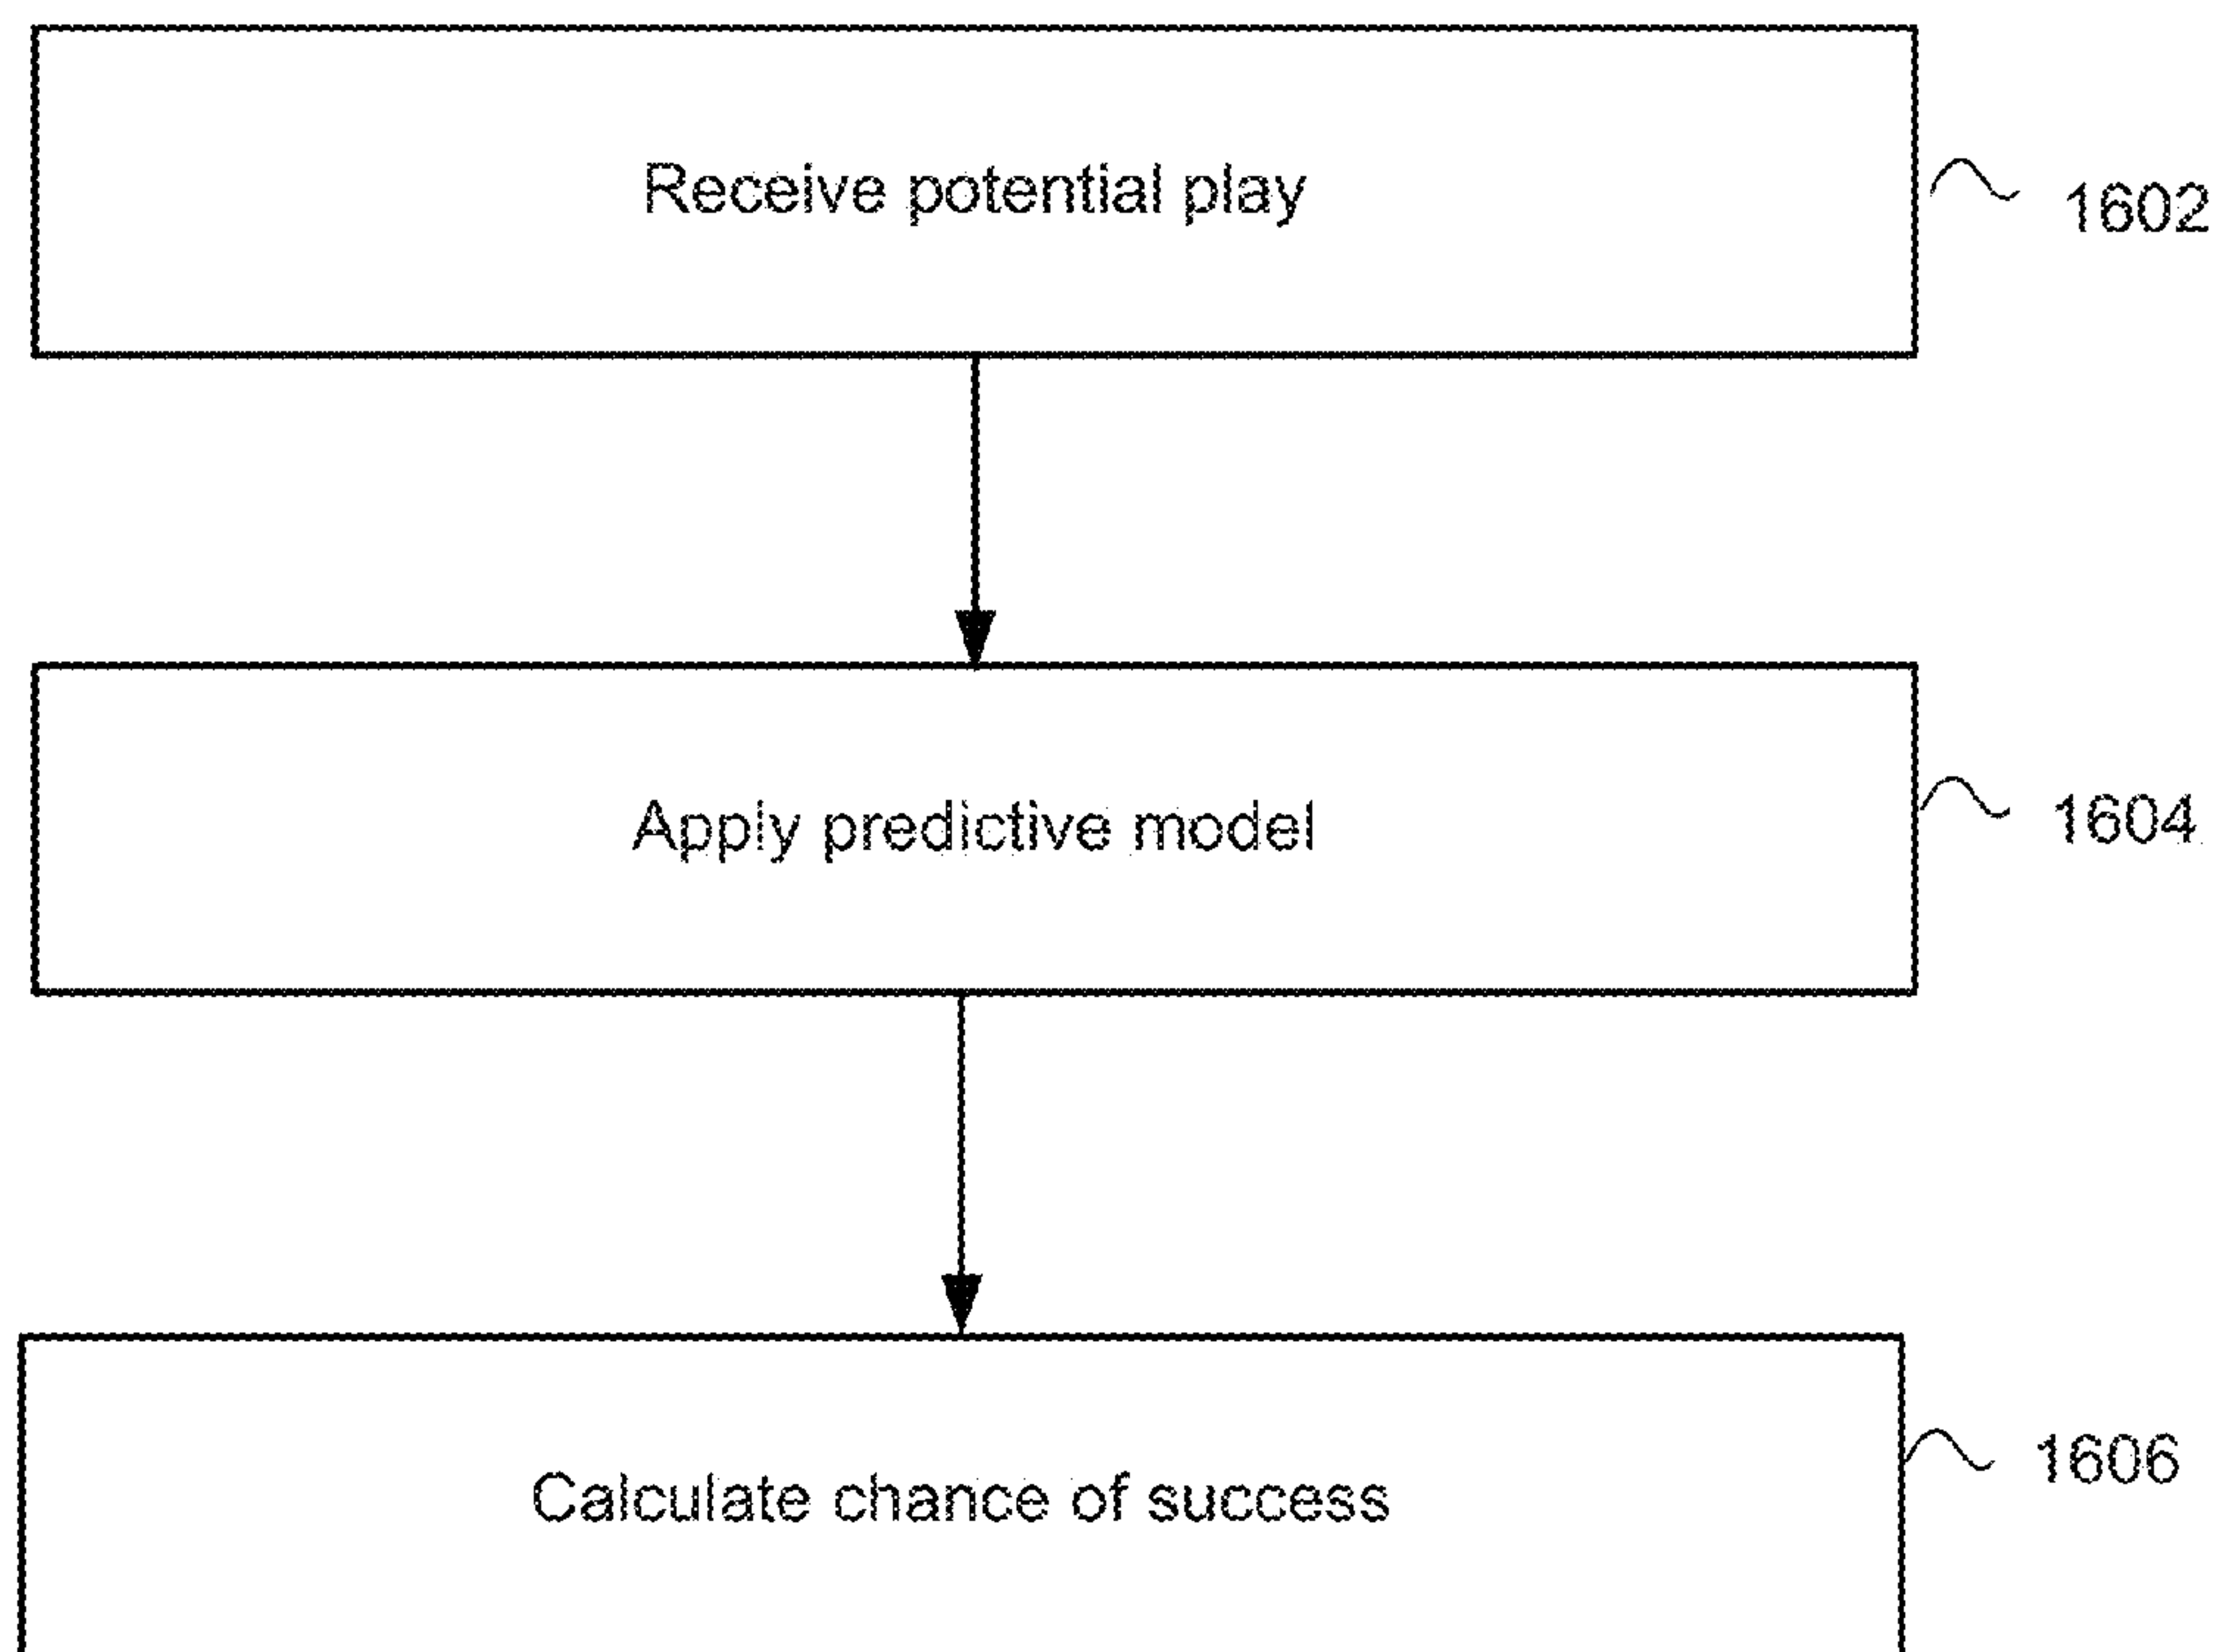 Receive potential play
1602
Apply predictive model
1604
Calculate chance of success
1606